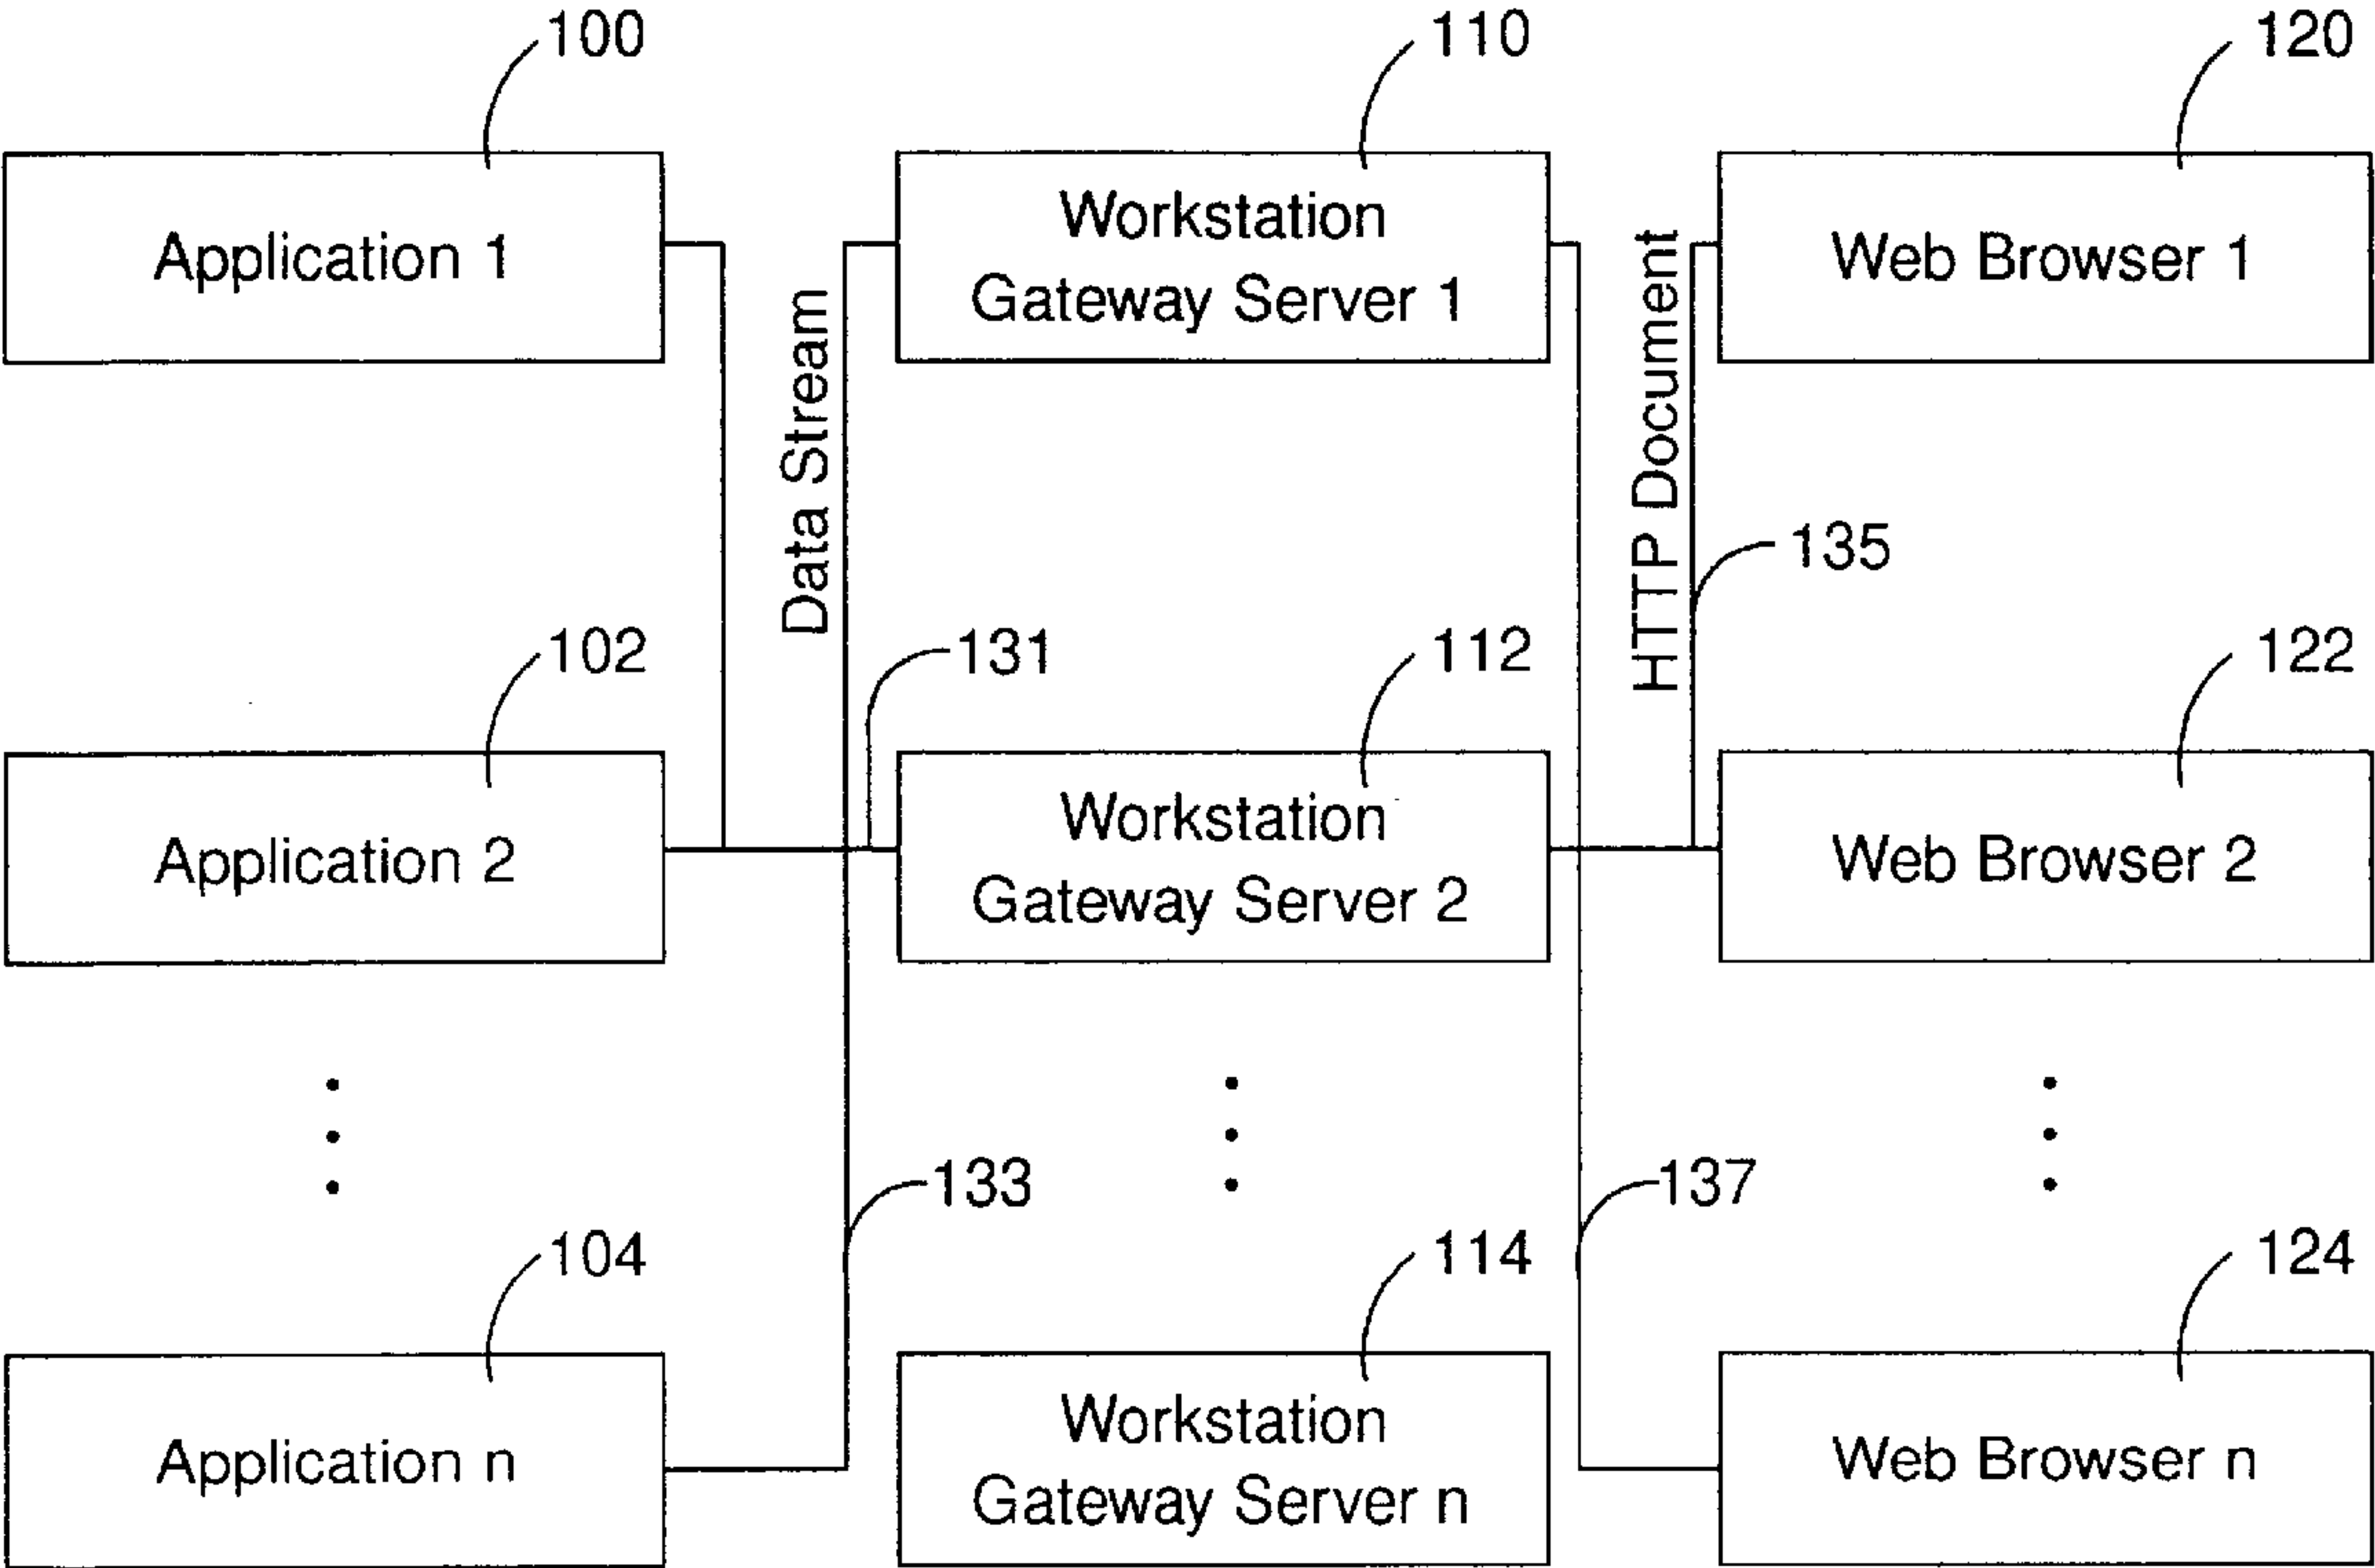 100
110
120
Application 1
Workstation
Gateway Server 1
Web Browser 1
Data Stream
HTTP Document
135
102
131
112
122
Application 2
Workstation
Gateway Server 2
Web Browser 2
133
137
104
114
124
Application n
Workstation
Gateway Server n
Web Browser n